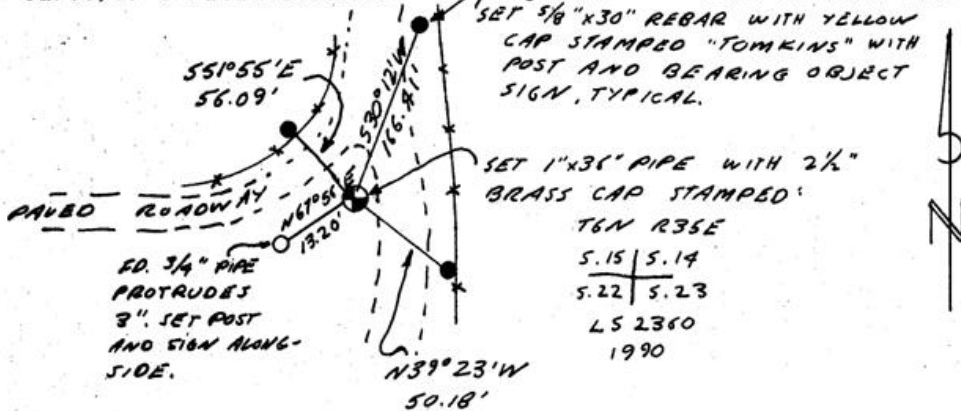 SET 5/8"x30" REBAR WITH YELLOW
CAP STAMPED "TOMKINS" WITH
POST AND BEARING OBJECT
SIGN, TYPICAL.
S51°55'E
56.09'
S30°12'W
166.41'
SET 1"x36" PIPE WITH 2½"
BRASS CAP STAMPED:
T6N R35E
S.15 | S.14
S.22 | S.23
LS 2360
1990
PAVED ROADWAY
N67°56'E
13.20'
FD. 3/4" PIPE
PROTRUDES
3". SET POST
AND SIGN ALONG-
SIDE.
N39°23'W
50.18'
N